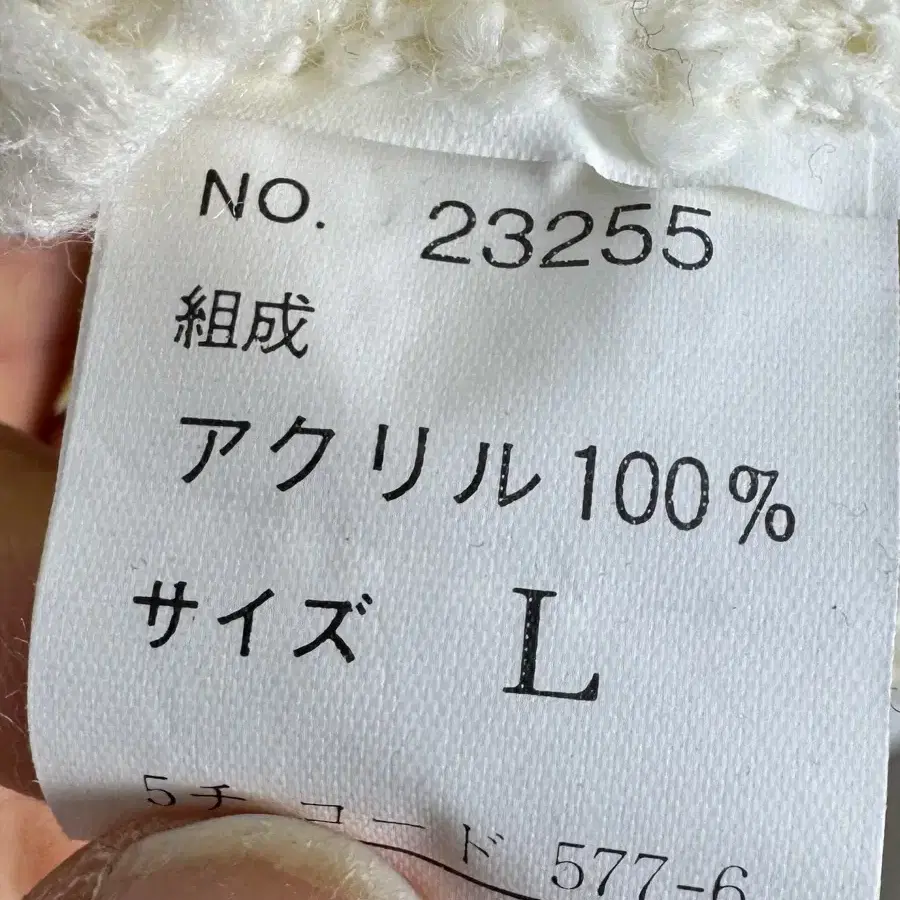 NO. 23255
組成
アクリル100%
サイズ L
5チ コード 577-6